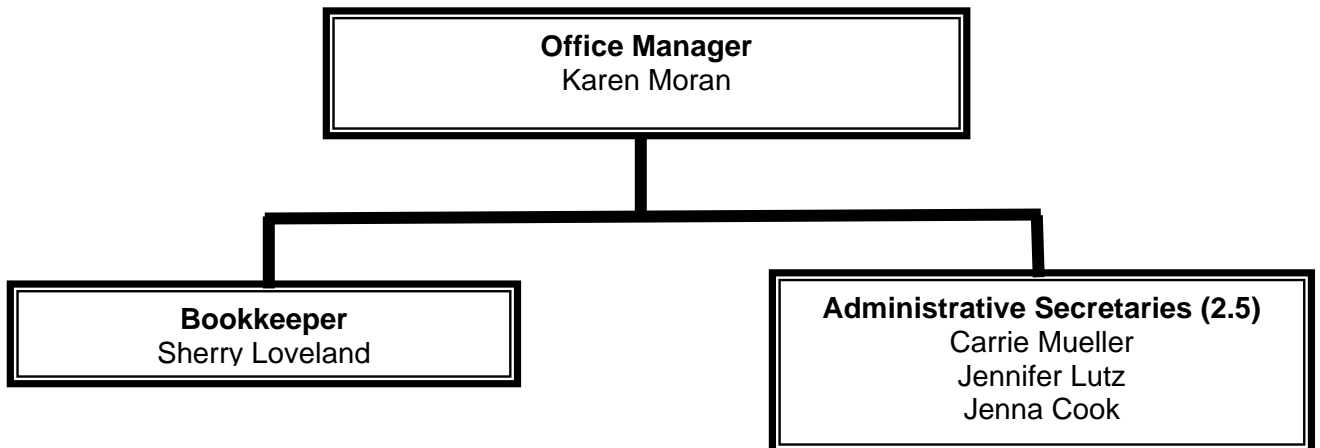 Office Manager
Karen Moran
Bookkeeper
Sherry Loveland
Administrative Secretaries (2.5)
Carrie Mueller
Jennifer Lutz
Jenna Cook